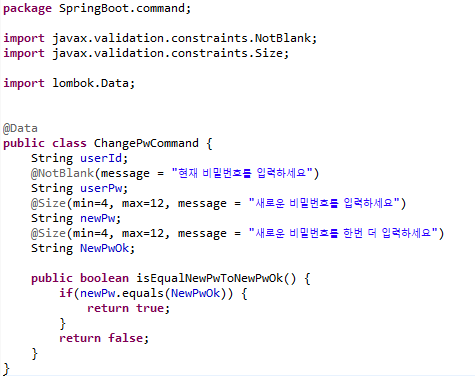 package SpringBoot.command;
import javax.validation.constraints.NotBlank;
import javax.validation.constraints.Size;
import lombok.Data;
@Data
public class ChangePwCommand {
String userId;
@NotBlank(message = "현재 비밀번호를 입력하세요")
String userPw;
@Size(min=4, max=12, message = "새로운 비밀번호를 입력하세요")
String newPw;
@Size(min=4, max=12, message = "새로운 비밀번호를 한번 더 입력하세요")
String NewPwOk;
public boolean isEqualNewPwToNewPwOk() {
if(newPw.equals(NewPwOk)) {
return true;
}
return false;
}
}